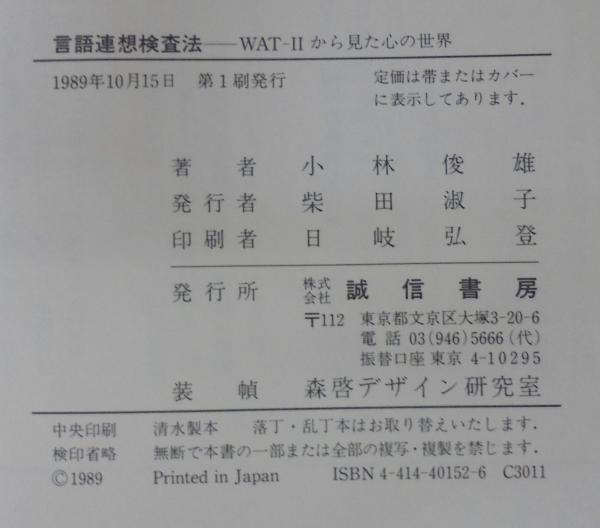 言語連想検査法――WAT-IIから見た心の世界
1989年10月15日　第1刷発行　定価は帯またはカバー
に表示してあります．
著者　小林俊雄
発行者　柴田淑子
印刷者　日岐弘登
発行所　株式会社　誠信書房
〒112　東京都文京区大塚3-20-6
電話 03(946)5666(代)
振替口座 東京 4-10295
装幀　森啓デザイン研究室
中央印刷　清水製本　落丁・乱丁本はお取り替えいたします．
検印省略　無断で本書の一部または全部の複写・複製を禁じます．
©1989　Printed in Japan　ISBN 4-414-40152-6　C3011